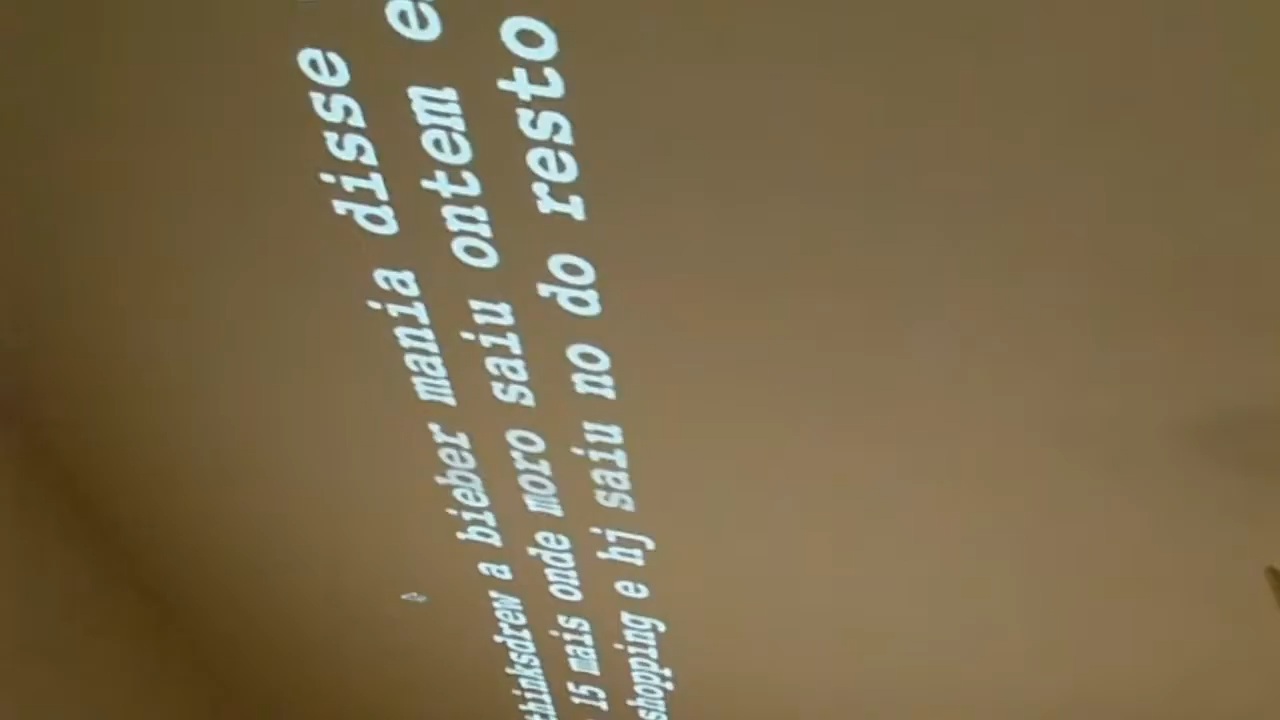 thinksdrew a bieber mania disse
15 mais onde moro saiu ontem e
shopping e hj saiu no do resto